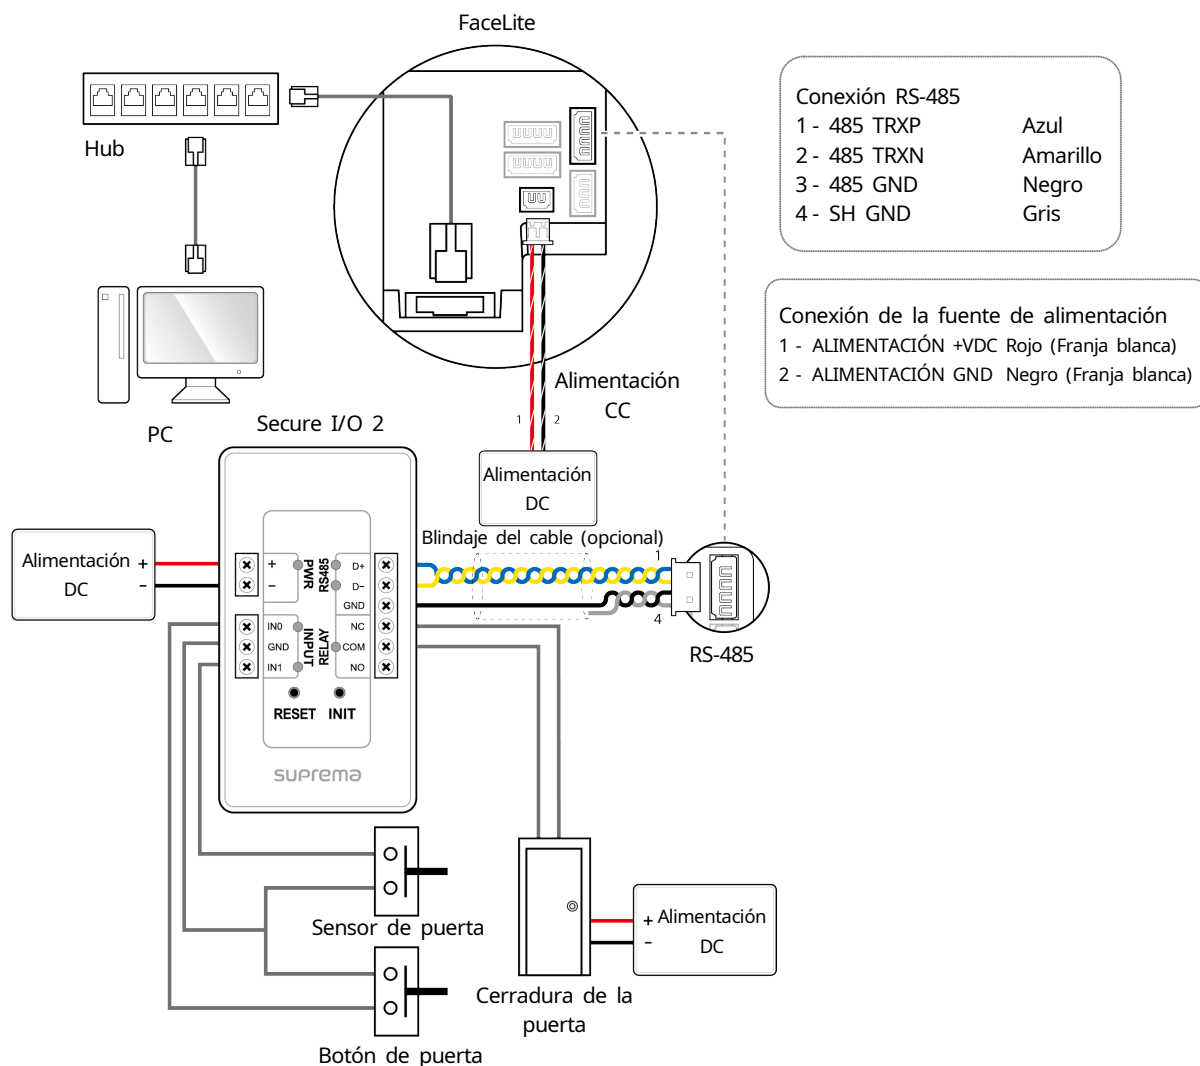 FaceLite
Hub
PC
Conexión RS-485
1 - 485 TRXP Azul
2 - 485 TRXN Amarillo
3 - 485 GND Negro
4 - SH GND Gris
Conexión de la fuente de alimentación
1 - ALIMENTACIÓN +VDC Rojo (Franja blanca)
2 - ALIMENTACIÓN GND Negro (Franja blanca)
Alimentación
CC
1 2
Alimentación
DC
Secure I/O 2
Blindaje del cable (opcional)
1
4
RS-485
Alimentación +
DC −
+
−
PWR
RS485
D+
D−
GND
IN0
GND
IN1
INPUT
RELAY
NC
COM
NO
RESET INIT
suprema
Sensor de puerta
Botón de puerta
Cerradura de la
puerta
+ Alimentación
− DC